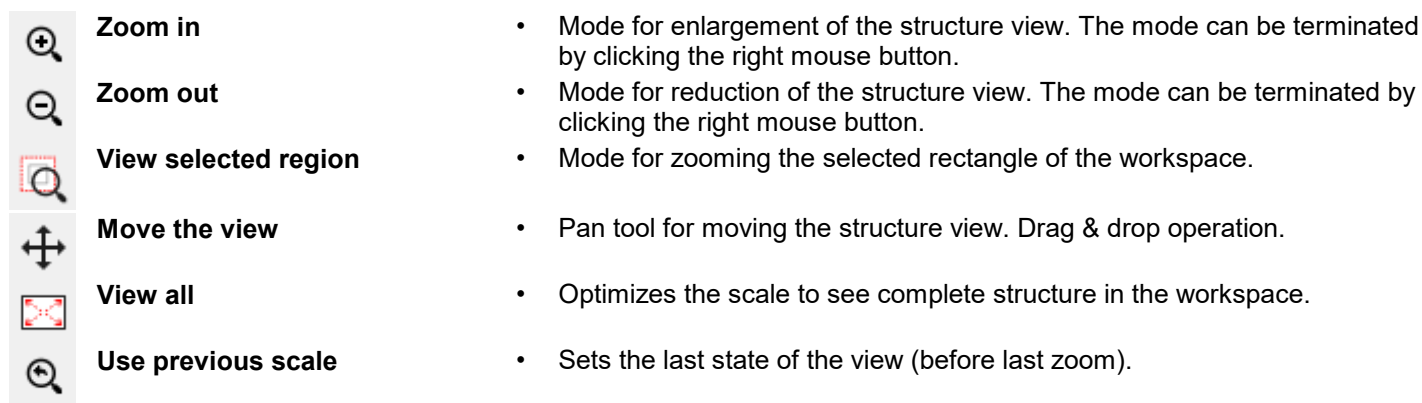 Zoom in • Mode for enlargement of the structure view. The mode can be terminated
by clicking the right mouse button.
Zoom out • Mode for reduction of the structure view. The mode can be terminated by
clicking the right mouse button.
View selected region • Mode for zooming the selected rectangle of the workspace.
Move the view • Pan tool for moving the structure view. Drag & drop operation.
View all • Optimizes the scale to see complete structure in the workspace.
Use previous scale • Sets the last state of the view (before last zoom).